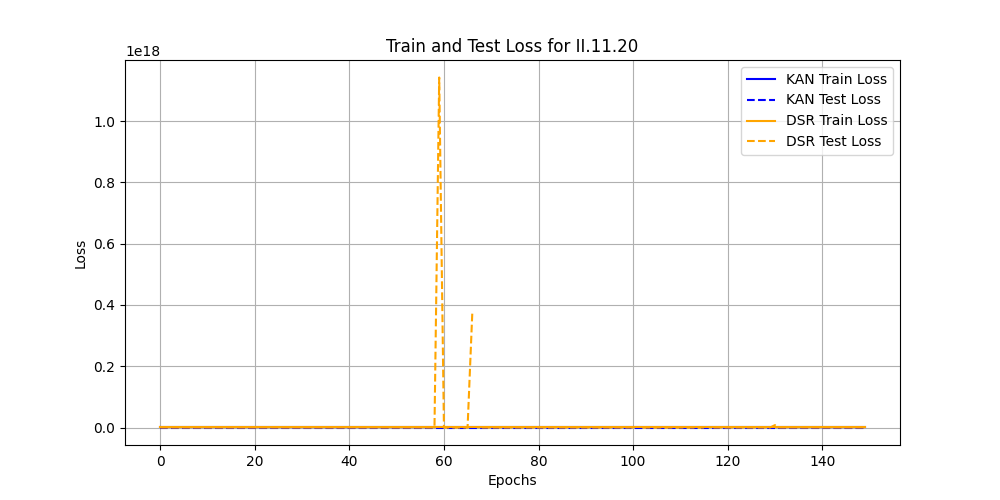 Train and Test Loss for II.11.20
1e18
KAN Train Loss
KAN Test Loss
DSR Train Loss
DSR Test Loss
1.0
0.8
0.6
0.4
0.2
0.0
Loss
0 20 40 60 80 100 120 140
Epochs